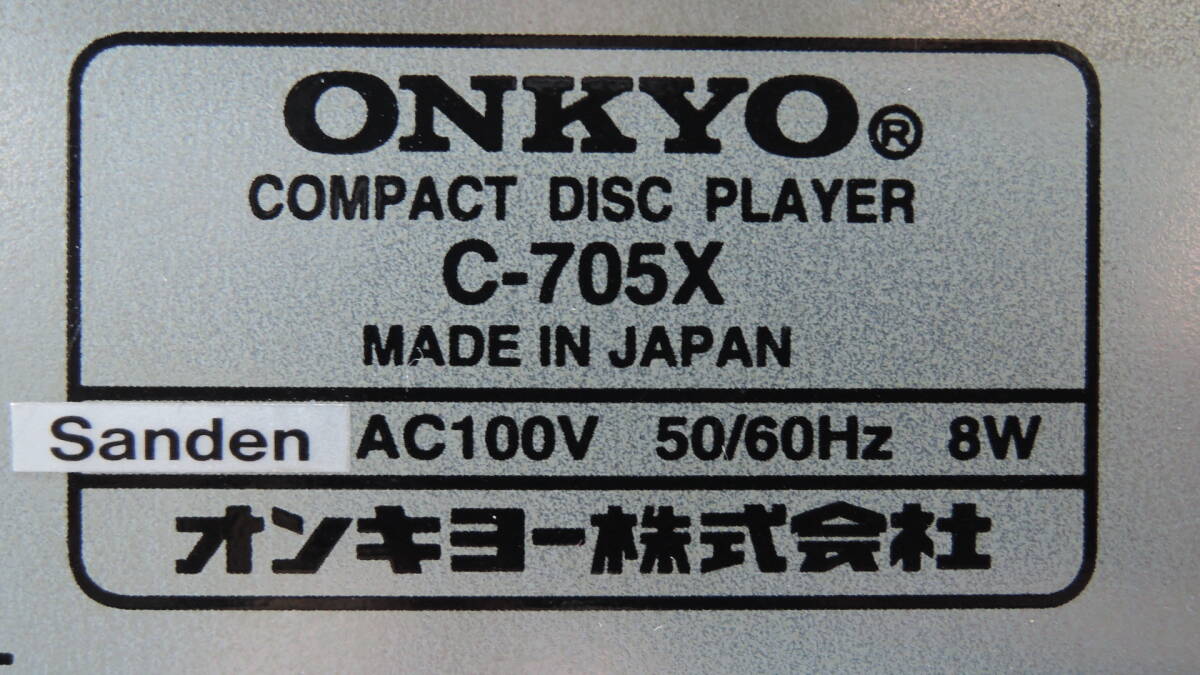 ONKYO®
COMPACT DISC PLAYER
C-705X
MADE IN JAPAN
Sanden AC100V 50/60Hz 8W
オンキヨー株式会社